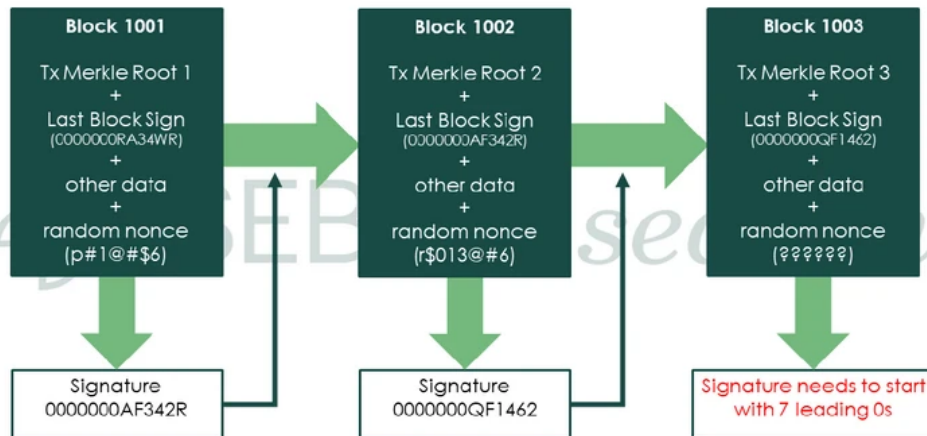 Block 1001
Tx Merkle Root 1
+
Last Block Sign
(0000000RA34WR)
+
other data
+
random nonce
(p#1@#$6)
Signature
0000000AF342R
Block 1002
Tx Merkle Root 2
+
Last Block Sign
(0000000AF342R)
+
other data
+
random nonce
(r$013@#6)
Signature
0000000QF1462
Block 1003
Tx Merkle Root 3
+
Last Block Sign
(0000000QF1462)
+
other data
+
random nonce
(??????)
Signature needs to start
with 7 leading 0s